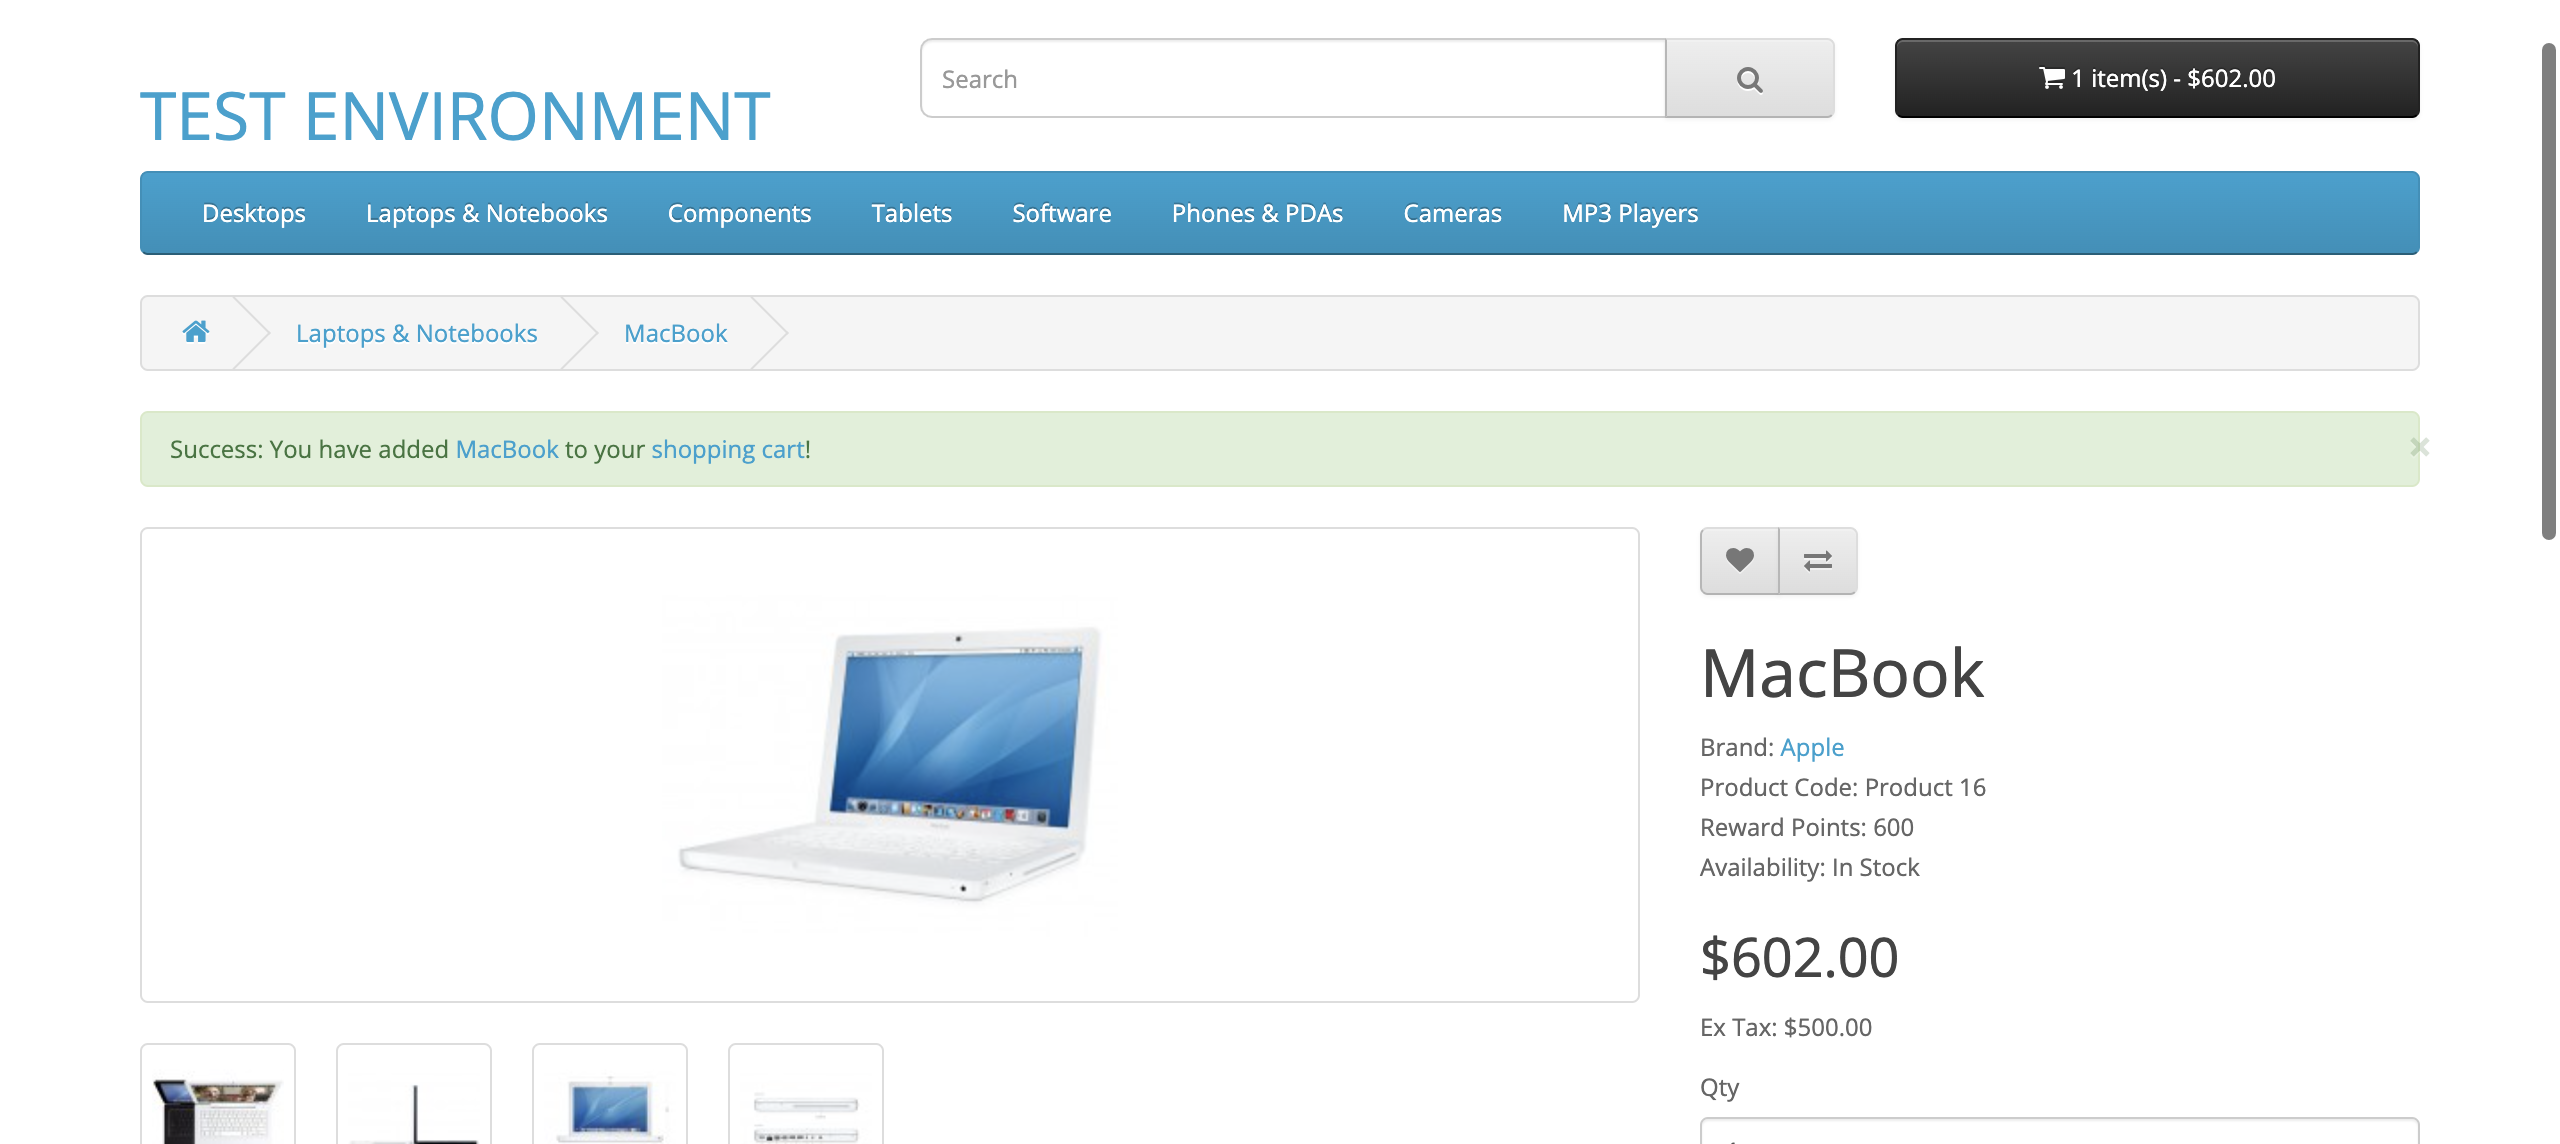 Search
1 item(s) - $602.00
TEST ENVIRONMENT
Desktops Laptops & Notebooks Components Tablets Software Phones & PDAs Cameras MP3 Players
Laptops & Notebooks MacBook
Success: You have added MacBook to your shopping cart!
×
MacBook
Brand: Apple
Product Code: Product 16
Reward Points: 600
Availability: In Stock
$602.00
Ex Tax: $500.00
Qty